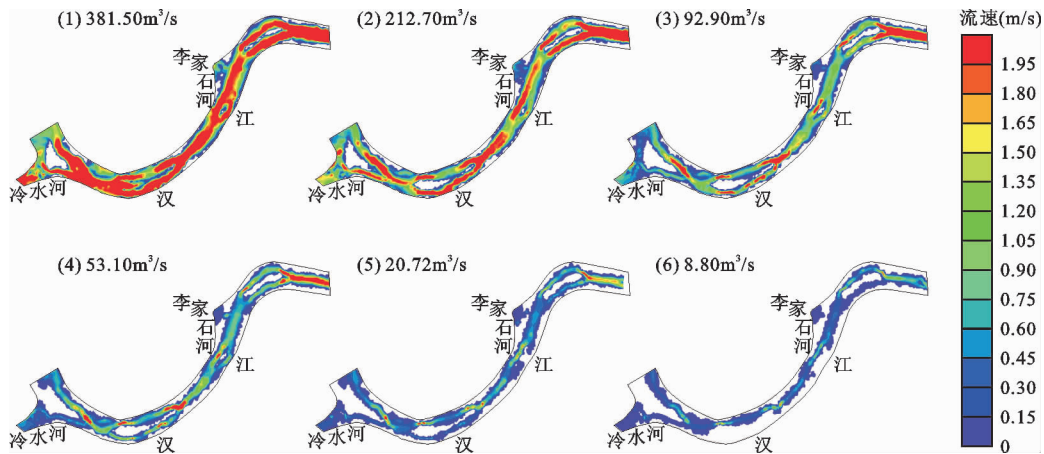 (1) 381.50m³/s
(2) 212.70m³/s
(3) 92.90m³/s
流速(m/s)
李家石河
江
汉
冷水河
李家石河
江
汉
冷水河
李家石河
江
汉
冷水河
(4) 53.10m³/s
(5) 20.72m³/s
(6) 8.80m³/s
李家石河
江
汉
冷水河
李家石河
江
汉
冷水河
李家石河
江
汉
冷水河
1.95
1.80
1.65
1.50
1.35
1.20
1.05
0.90
0.75
0.60
0.45
0.30
0.15
0